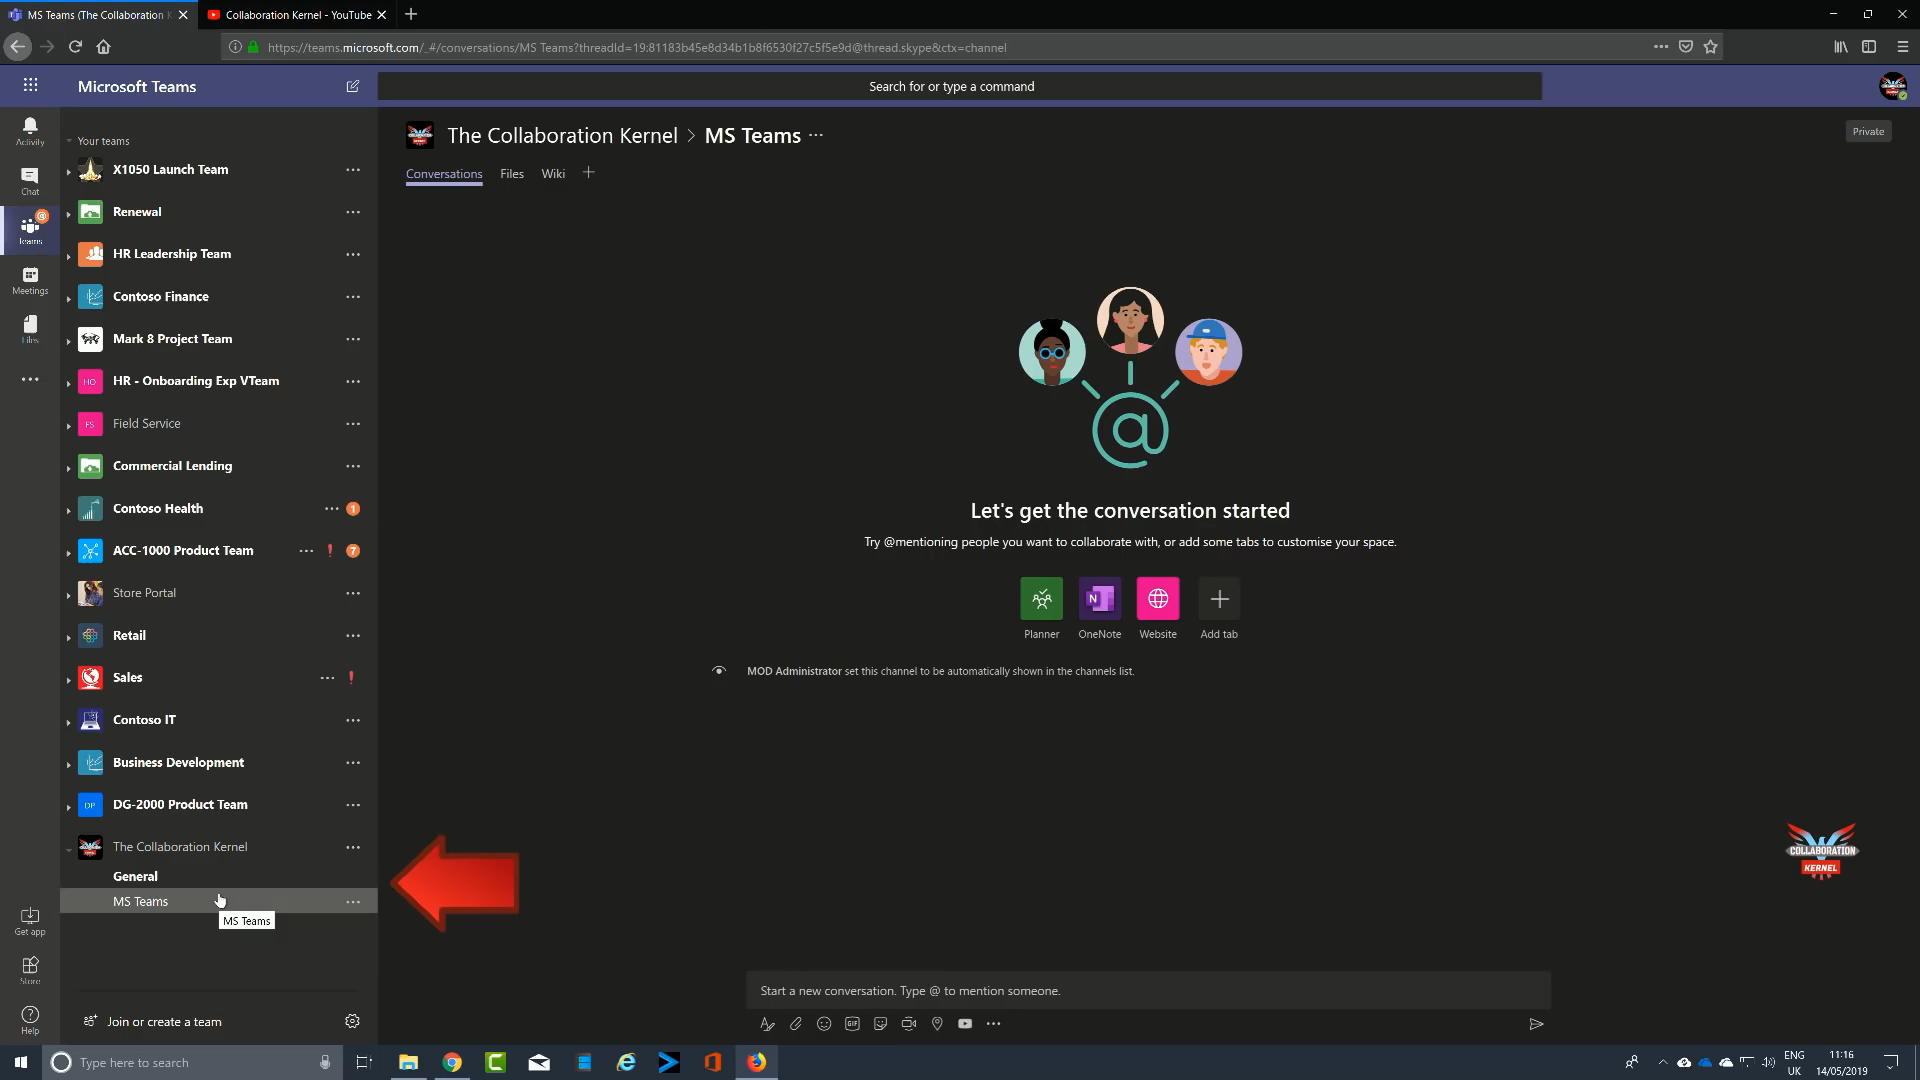 MS Teams (The Collaboration K
Collaboration Kernel - YouTube
https://teams.microsoft.com/_#/conversations/MS Teams?threadId=19:81183b45e8d34b1b8f6530f27c5f5e9d@thread.skype&ctx=channel
Microsoft Teams
Search for or type a command
Activity
Chat
Teams
Meetings
Files
Get app
Store
Help
Your teams
X1050 Launch Team
Renewal
HR Leadership Team
Contoso Finance
Mark 8 Project Team
HO HR - Onboarding Exp VTeam
FS Field Service
Commercial Lending
Contoso Health 1
ACC-1000 Product Team ! 7
Store Portal
Retail
Sales !
Contoso IT
Business Development
DP DG-2000 Product Team
The Collaboration Kernel
General
MS Teams
MS Teams
Join or create a team
The Collaboration Kernel > MS Teams
Private
Conversations Files Wiki
@
Let's get the conversation started
Try @mentioning people you want to collaborate with, or add some tabs to customise your space.
N
Planner OneNote Website Add tab
MOD Administrator set this channel to be automatically shown in the channels list.
COLLABORATION
KERNEL
Start a new conversation. Type @ to mention someone.
GIF
Type here to search
ENG
UK
11:16
14/05/2019